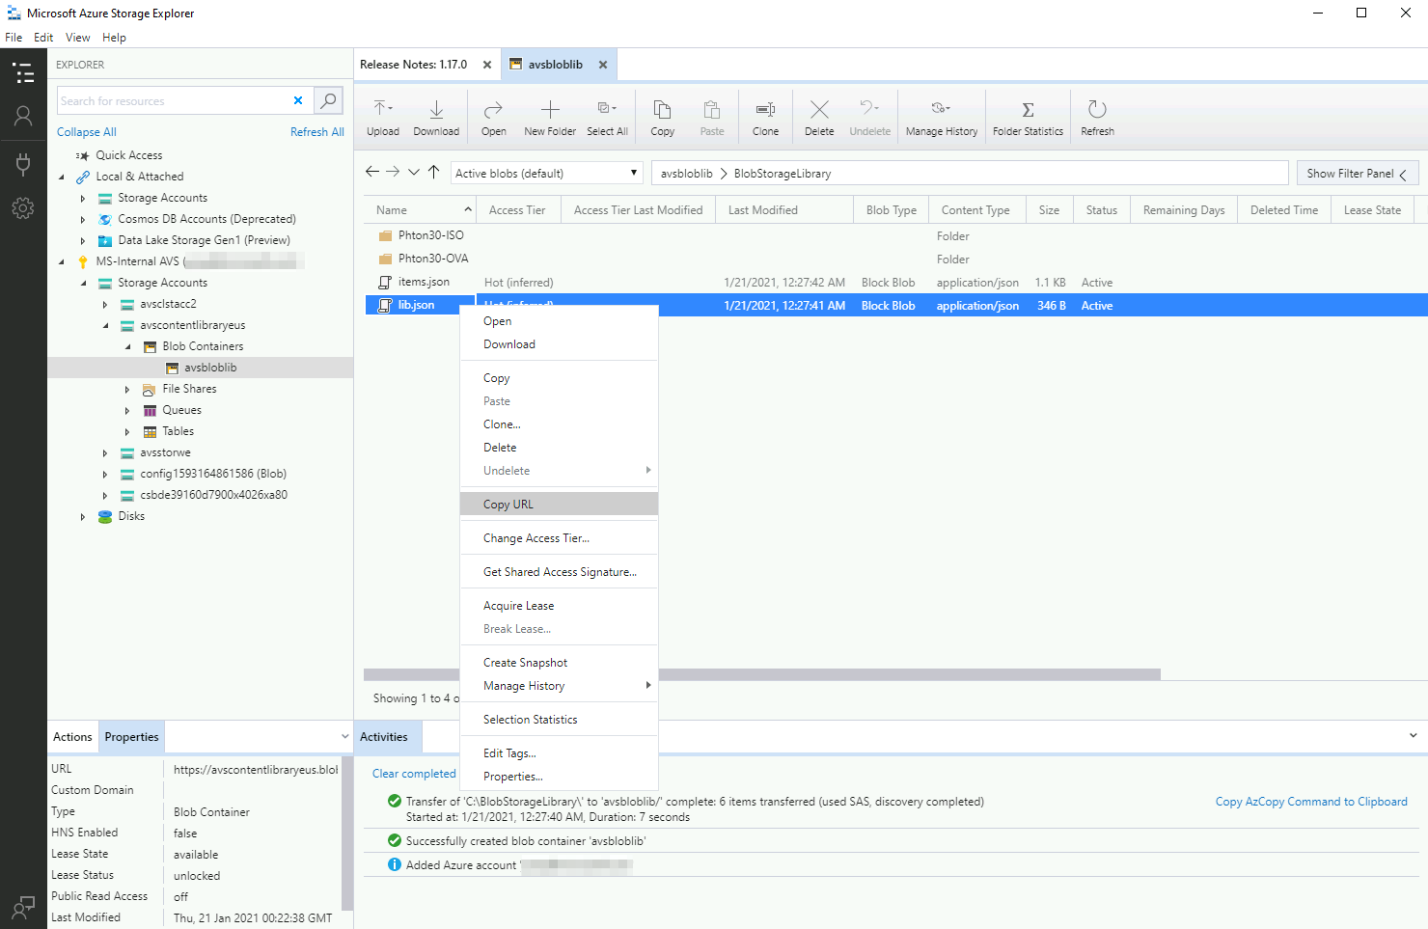 Microsoft Azure Storage Explorer
File Edit View Help
EXPLORER
Search for resources
Collapse All Refresh All
Quick Access
Local & Attached
Storage Accounts
Cosmos DB Accounts (Deprecated)
Data Lake Storage Gen1 (Preview)
MS-Internal AVS (
Storage Accounts
avsclstacc2
avscontentlibraryeus
Blob Containers
avsbloblib
File Shares
Queues
Tables
avsstorwe
config1593164861586 (Blob)
csbde39160d7900x4026xa80
Disks
Release Notes: 1.17.0 avsbloblib
Upload Download Open New Folder Select All Copy Paste Clone Delete Undelete Manage History Folder Statistics Refresh
Active blobs (default) avsbloblib BlobStorageLibrary Show Filter Panel
Name Access Tier Access Tier Last Modified Last Modified Blob Type Content Type Size Status Remaining Days Deleted Time Lease State
Phton30-ISO Folder
Phton30-OVA Folder
items.json Hot (inferred) 1/21/2021, 12:27:42 AM Block Blob application/json 1.1 KB Active
lib.json Hot (inferred) 1/21/2021, 12:27:41 AM Block Blob application/json 346 B Active
Open
Download
Copy
Paste
Clone...
Delete
Undelete
Copy URL
Change Access Tier...
Get Shared Access Signature...
Acquire Lease
Break Lease...
Create Snapshot
Manage History
Selection Statistics
Edit Tags...
Properties...
Showing 1 to 4 o
Actions Properties
URL https://avscontentlibraryeus.blol
Custom Domain
Type Blob Container
HNS Enabled false
Lease State available
Lease Status unlocked
Public Read Access off
Last Modified Thu, 21 Jan 2021 00:22:38 GMT
Activities
Clear completed
Transfer of 'C:\BlobStorageLibrary\' to 'avsbloblib/' complete: 6 items transferred (used SAS, discovery completed) Copy AzCopy Command to Clipboard
Started at: 1/21/2021, 12:27:40 AM, Duration: 7 seconds
Successfully created blob container 'avsbloblib'
Added Azure account '